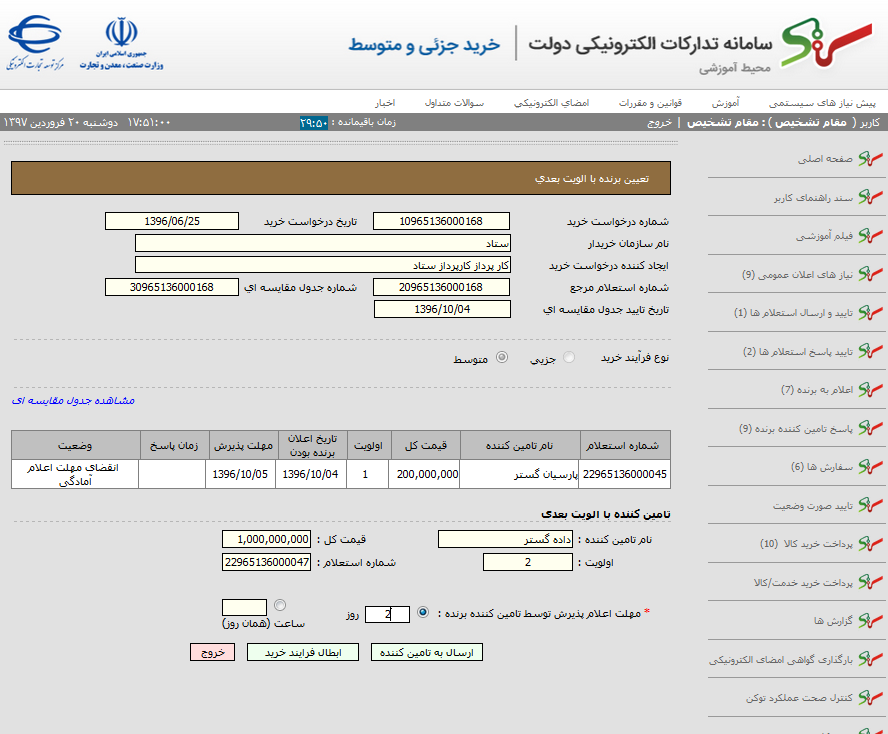 سامانه تدارکات الکترونیکی دولت
محیط آموزشی
خرید جزئی و متوسط
جمهوری اسلامی ایران
وزارت صنعت، معدن و تجارت
مرکز توسعه تجارت الکترونیکی
پیش نیاز های سیستمی آموزش قوانین و مقررات امضای الکترونیکی سوالات متداول اخبار
کاربر ( مقام تشخیص ) : مقام تشخیص | خروج زمان باقیمانده : ۲۹:۵۰ ۱۷:۵۱:۰۰ دوشنبه ۲۰ فروردین ۱۳۹۷
صفحه اصلی
سند راهنمای کاربر
فیلم آموزشی
نیاز های اعلان عمومی (9)
تایید و ارسال استعلام ها (1)
تایید پاسخ استعلام ها (2)
اعلام به برنده (7)
پاسخ تامین کننده برنده (9)
سفارش ها (6)
تایید صورت وضعیت
پرداخت خرید کالا (10)
پرداخت خرید خدمت/کالا
گزارش ها
بارگذاری گواهی امضای الکترونیکی
کنترل صحت عملکرد توکن
تعیین برنده با الویت بعدي
شماره درخواست خرید 10965136000168 تاریخ درخواست خرید 1396/06/25
نام سازمان خریدار ستاد
ایجاد کننده درخواست خرید کار پرداز کارپرداز ستاد
شماره استعلام مرجع 20965136000168 شماره جدول مقایسه اي 30965136000168
تاریخ تایید جدول مقایسه اي 1396/10/04
نوع فرآیند خرید جزیي متوسط
مشاهده جدول مقایسه ای
شماره استعلام نام تامین کننده قیمت کل اولویت تاریخ اعلان برنده بودن مهلت پذیرش زمان پاسخ وضعیت
22965136000045 پارسیان گستر 200,000,000 1 1396/10/04 1396/10/05 انقضای مهلت اعلام آمادگی
تامین کننده با الویت بعدی
نام تامین کننده : داده گستر قیمت کل : 1,000,000,000
اولویت : 2 شماره استعلام : 22965136000047
* مهلت اعلام پذیرش توسط تامین کننده برنده : 2 روز ساعت (همان روز)
ارسال به تامین کننده ابطال فرایند خرید خروج